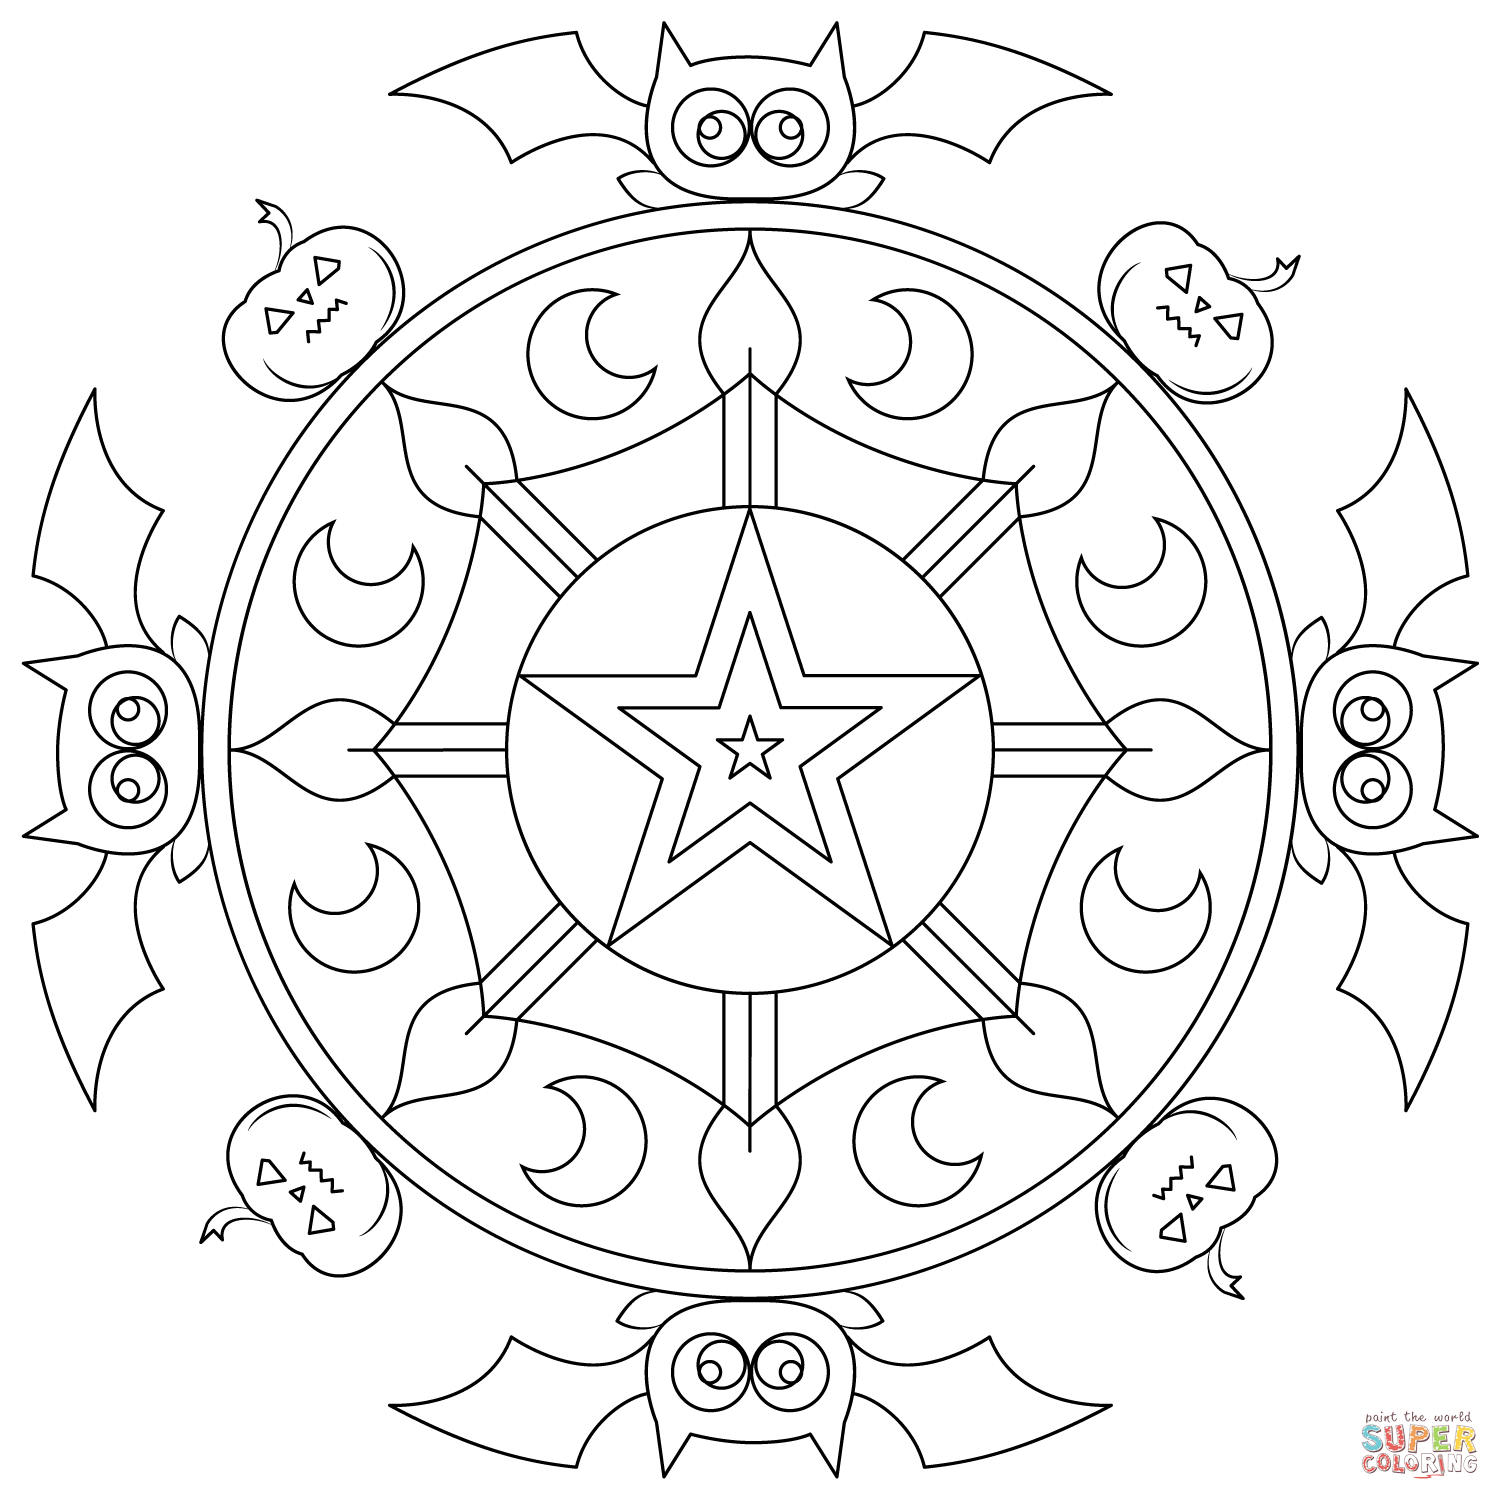 paint the world
SUPER
COLORING